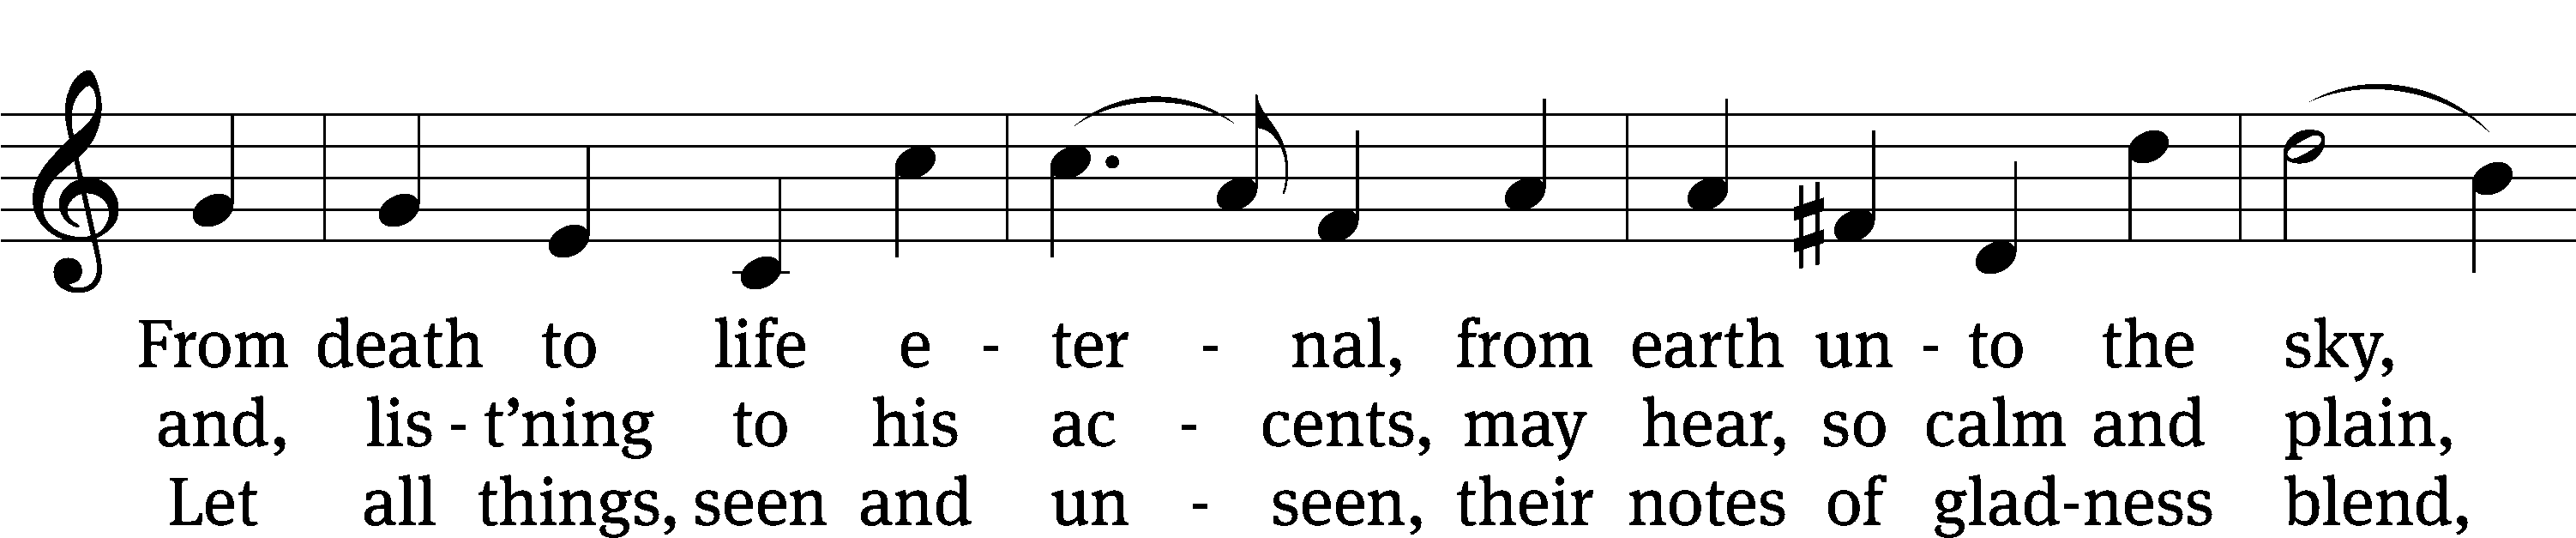 From death to life e - ter - nal, from earth un - to the sky,
and, lis - t’ning to his ac - cents, may hear, so calm and plain,
Let all things, seen and un - seen, their notes of glad - ness blend,